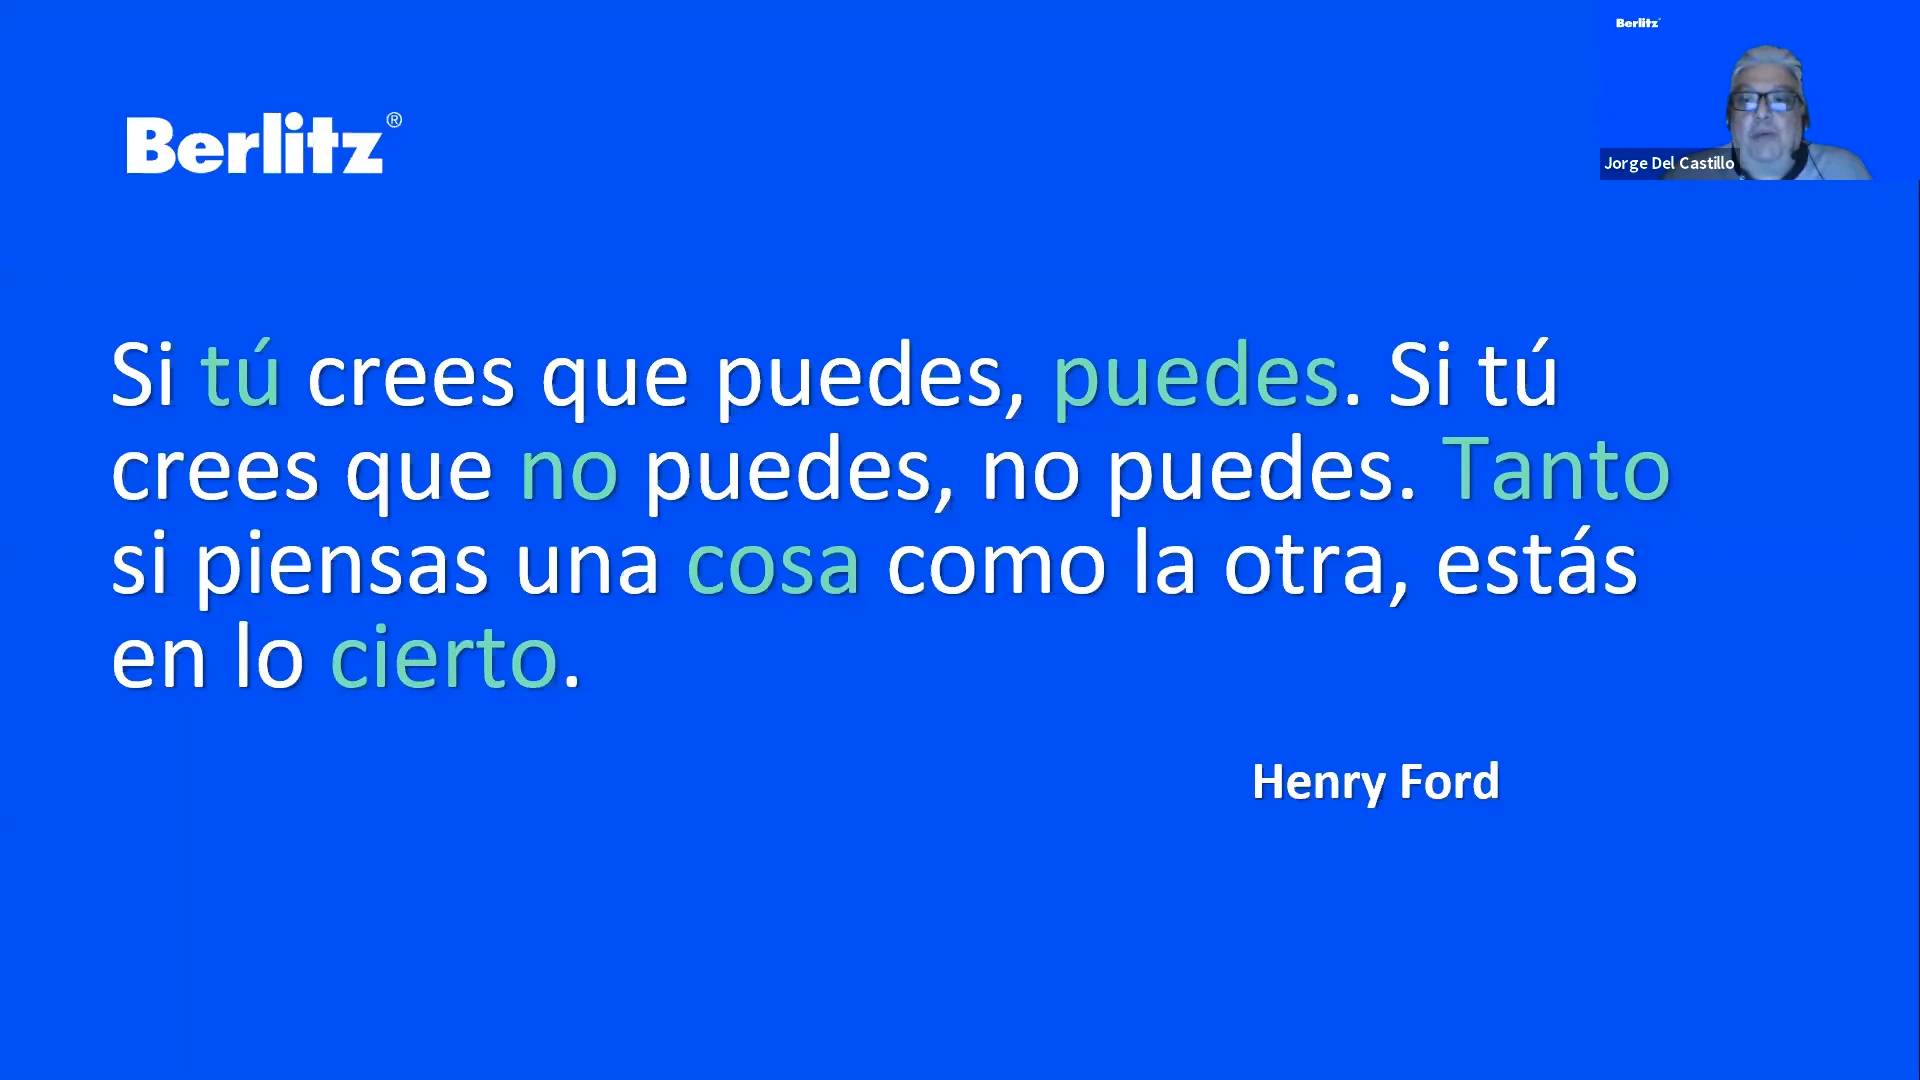 Berlitz®
Berlitz
Jorge Del Castillo
Si tú crees que puedes, puedes. Si tú
crees que no puedes, no puedes. Tanto
si piensas una cosa como la otra, estás
en lo cierto.
Henry Ford